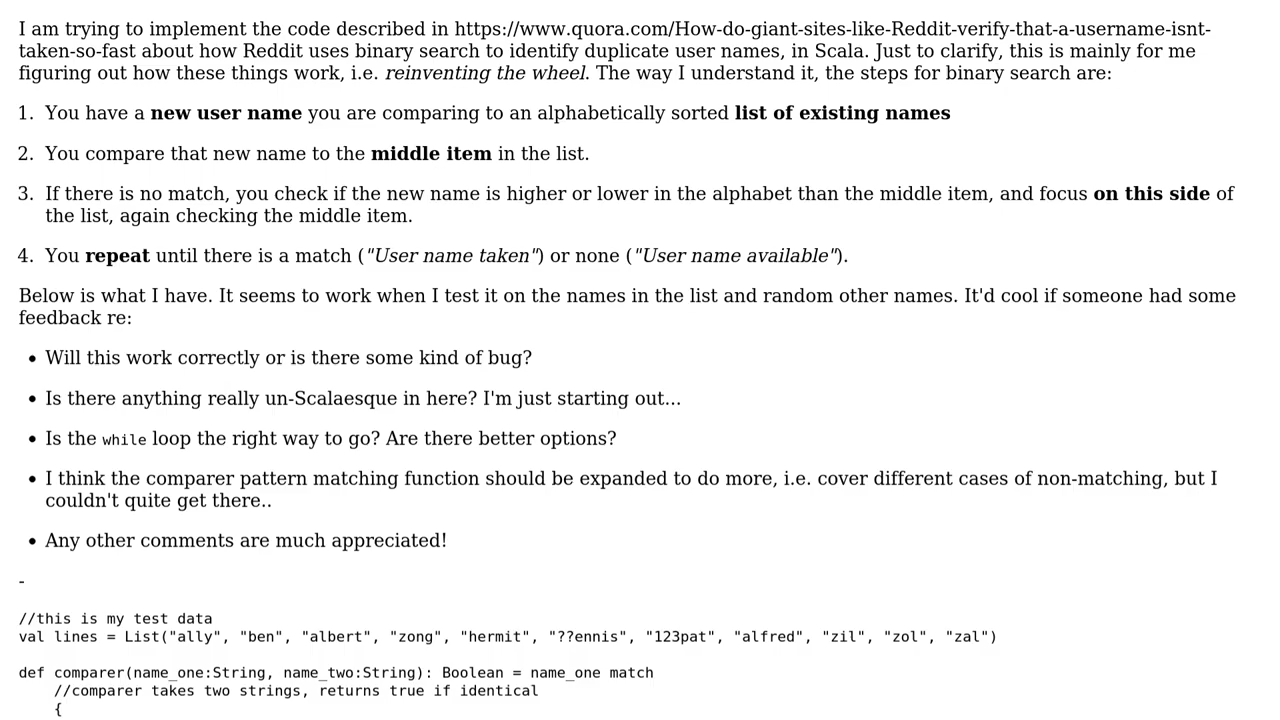 I am trying to implement the code described in https://www.quora.com/How-do-giant-sites-like-Reddit-verify-that-a-username-isnt-
taken-so-fast about how Reddit uses binary search to identify duplicate user names, in Scala. Just to clarify, this is mainly for me
figuring out how these things work, i.e. reinventing the wheel. The way I understand it, the steps for binary search are:
1. You have a new user name you are comparing to an alphabetically sorted list of existing names
2. You compare that new name to the middle item in the list.
3. If there is no match, you check if the new name is higher or lower in the alphabet than the middle item, and focus on this side of
the list, again checking the middle item.
4. You repeat until there is a match ("User name taken") or none ("User name available").
Below is what I have. It seems to work when I test it on the names in the list and random other names. It'd cool if someone had some
feedback re:
• Will this work correctly or is there some kind of bug?
• Is there anything really un-Scalaesque in here? I'm just starting out...
• Is the while loop the right way to go? Are there better options?
• I think the comparer pattern matching function should be expanded to do more, i.e. cover different cases of non-matching, but I
couldn't quite get there..
• Any other comments are much appreciated!
-
//this is my test data
val lines = List("ally", "ben", "albert", "zong", "hermit", "??ennis", "123pat", "alfred", "zil", "zol", "zal")
def comparer(name_one:String, name_two:String): Boolean = name_one match
//comparer takes two strings, returns true if identical
{